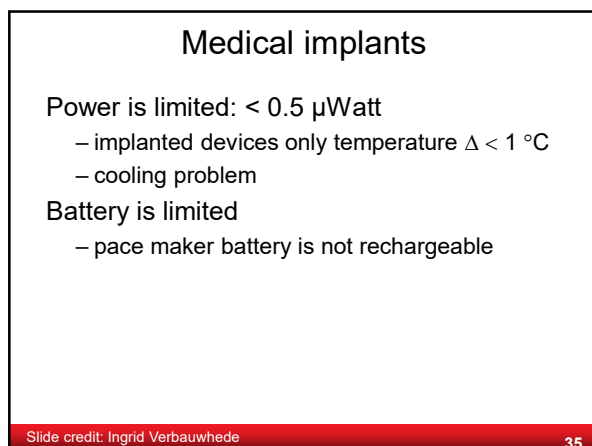 Medical implants
Power is limited: < 0.5 µWatt
– implanted devices only temperature Δ < 1 °C
– cooling problem
Battery is limited
– pace maker battery is not rechargeable
Slide credit: Ingrid Verbauwhede
35